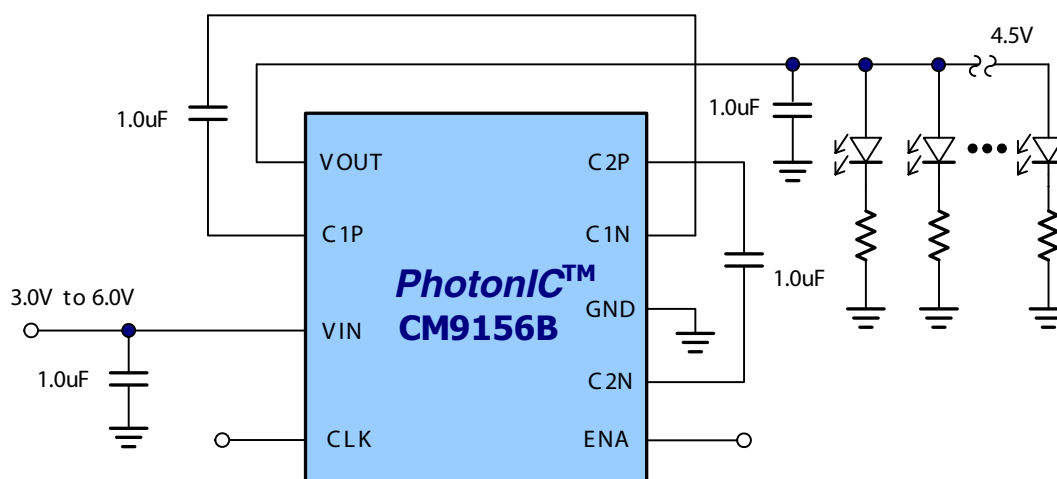 4.5V
1.0uF
1.0uF
VOUT
C2P
C1P
C1N
PhotonIC™
1.0uF
3.0V to 6.0V
GND
VIN
CM9156B
1.0uF
C2N
CLK
ENA